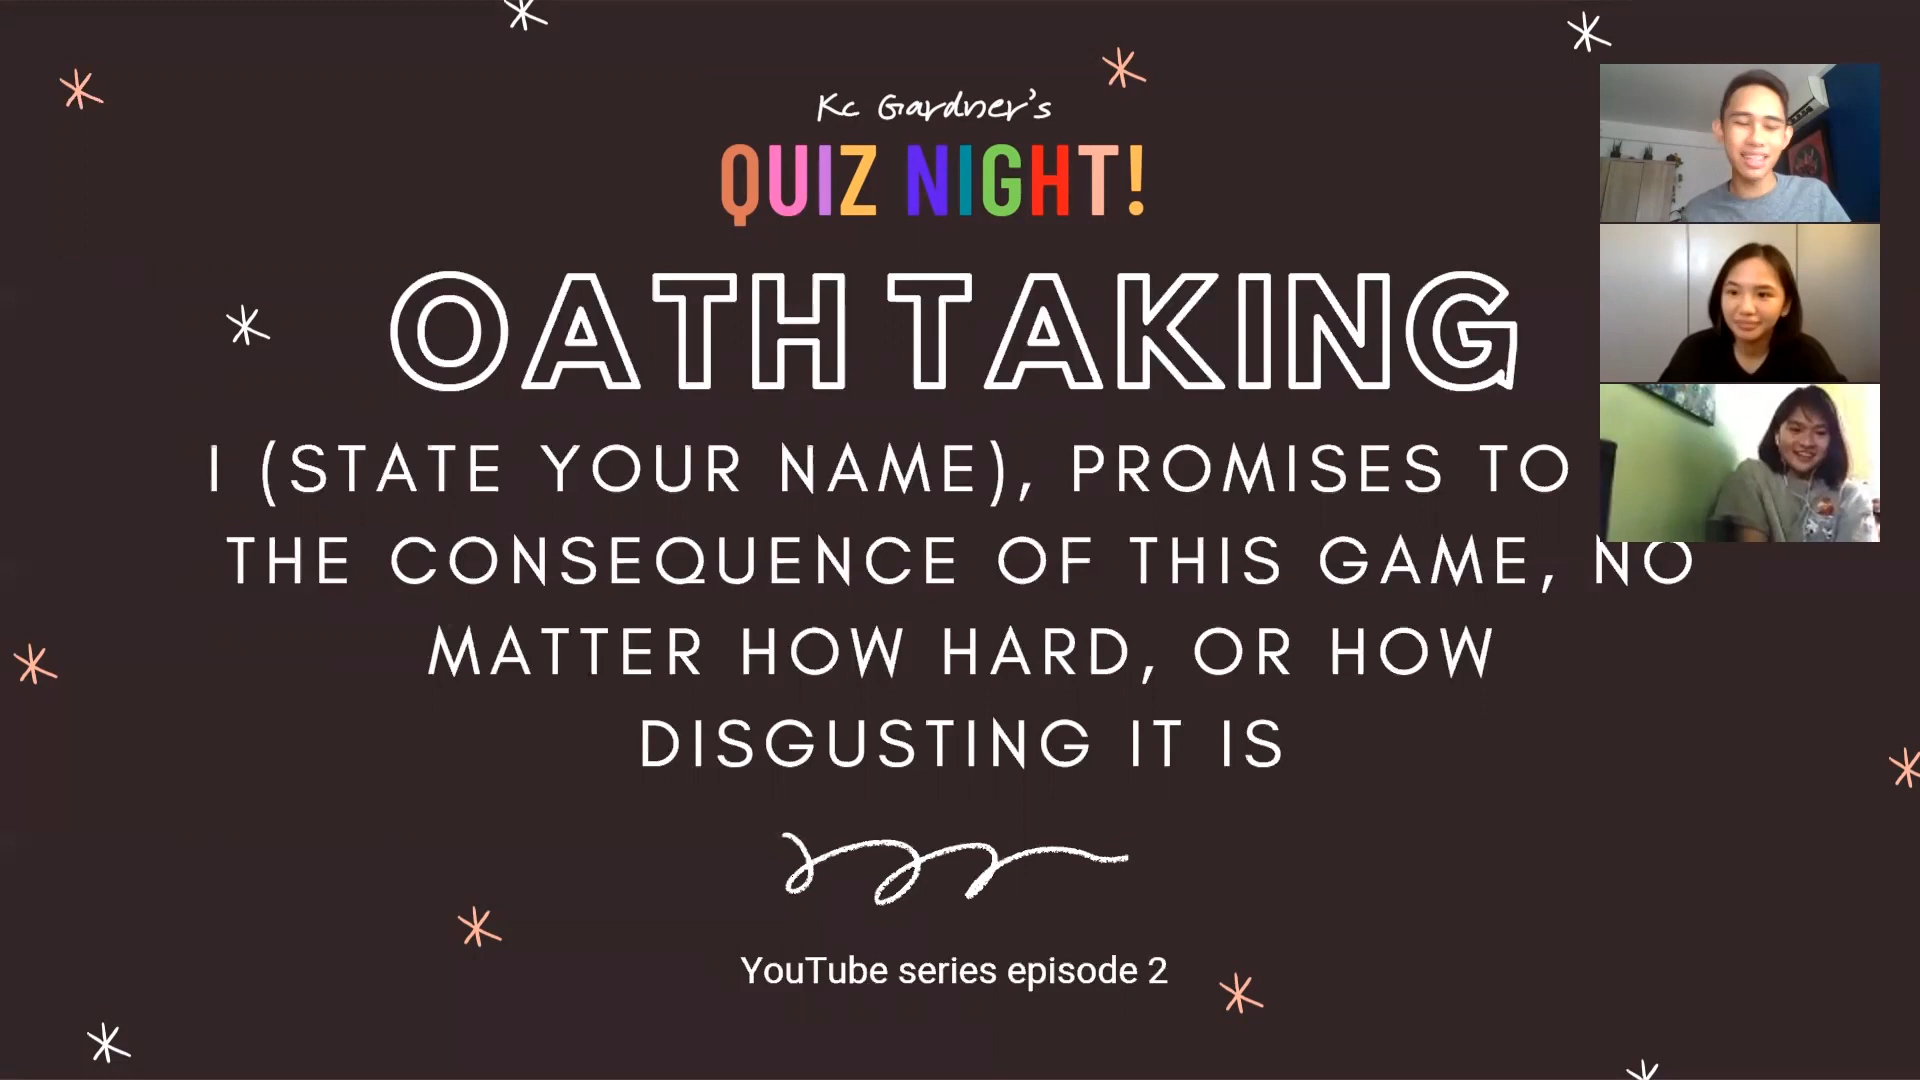 Kc Gardner's
QUIZ NIGHT!
OATH TAKING
I (STATE YOUR NAME), PROMISES TO
THE CONSEQUENCE OF THIS GAME, NO
MATTER HOW HARD, OR HOW
DISGUSTING IT IS
YouTube series episode 2